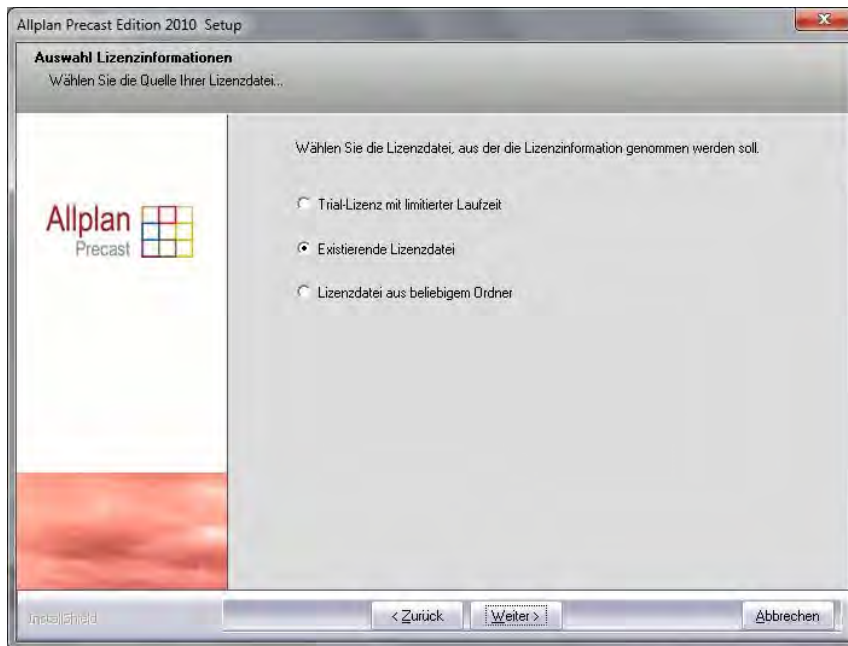 Allplan Precast Edition 2010 Setup
Auswahl Lizenzinformationen
Wählen Sie die Quelle Ihrer Lizenzdatei...
Wählen Sie die Lizenzdatei, aus der die Lizenzinformation genommen werden soll.
Allplan
Precast
Trial-Lizenz mit limitierter Laufzeit
Existierende Lizenzdatei
Lizenzdatei aus beliebigem Ordner
InstallShield
< Zurück
Weiter >
Abbrechen